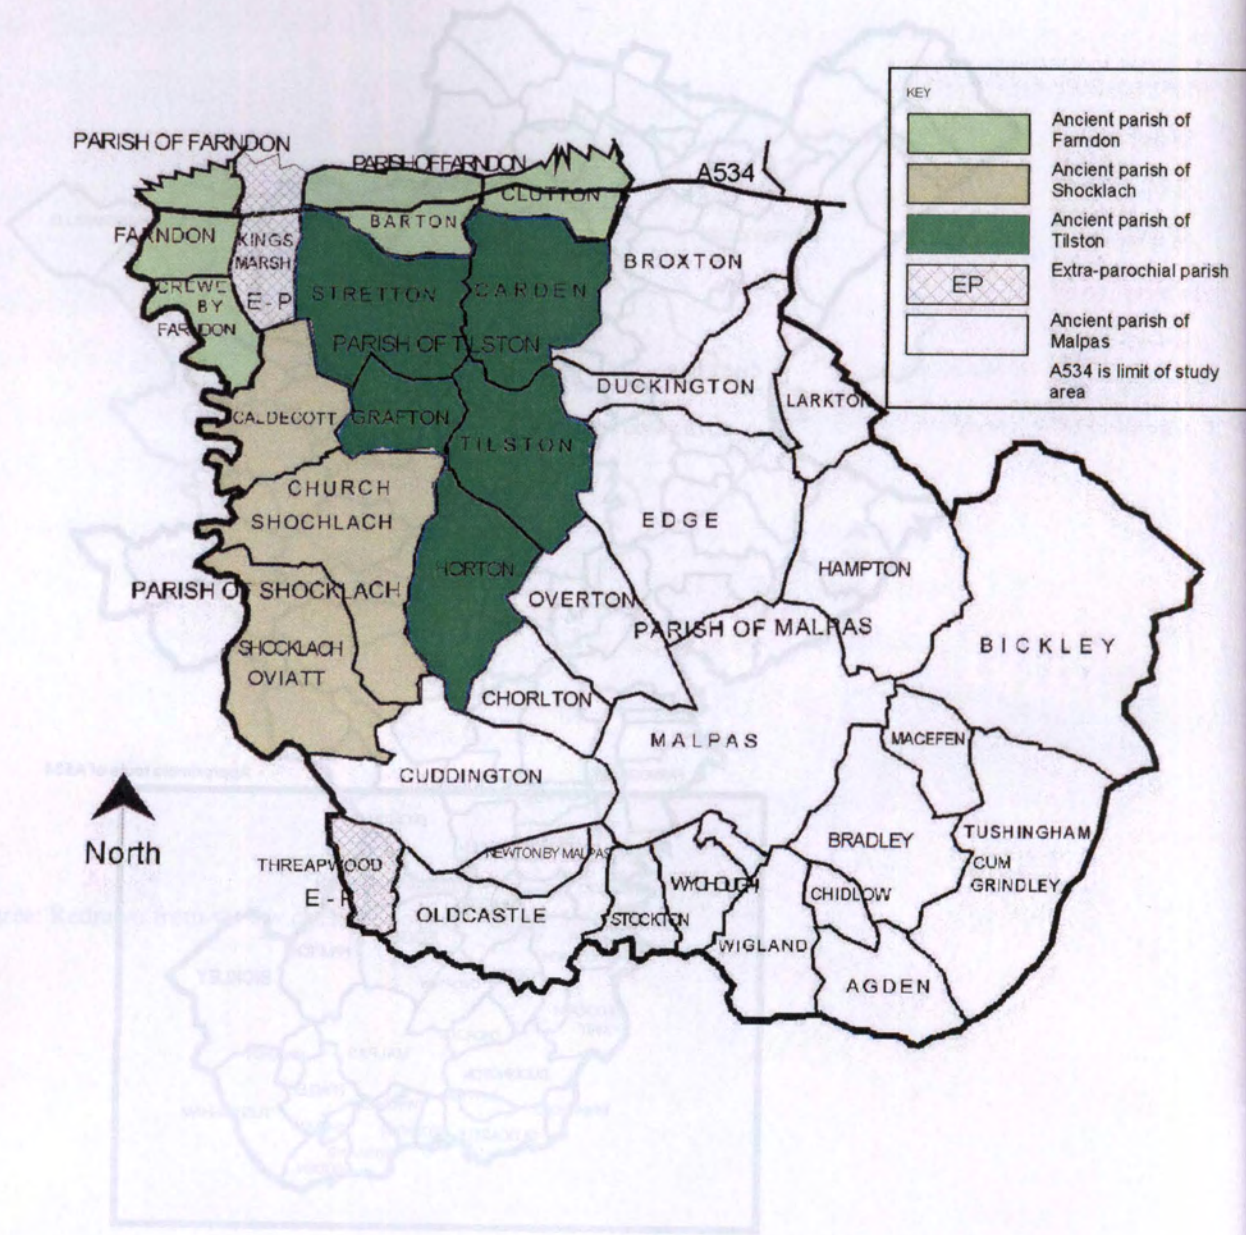 KEY
Ancient parish of
Farndon
Ancient parish of
Shocklach
Ancient parish of
Tilston
EP
Extra-parochial parish
Ancient parish of
Malpas
A534 is limit of study
area
PARISH OF FARNDON
PARISH OF FARNDON
A534
CLUTTON
BARTON
FARNDON
KINGS
MARSH
E-P
BROXTON
CREWE
BY
FARNDON
STRETTON
CARDEN
PARISH OF TILSTON
DUCKINGTON
LARKTON
CALDECOTT
GRAFTON
TILSTON
CHURCH
SHOCHLACH
EDGE
HORTON
HAMPTON
PARISH OF SHOCKLACH
OVERTON
PARISH OF MALPAS
BICKLEY
SHOCKLACH
OVIATT
CHORLTON
MALPAS
MACEFEN
CUDDINGTON
North
THREAPWOOD
E-P
NEWTON BY MALPAS
BRADLEY
TUSHINGHAM
CUM
GRINDLEY
WYCHOUGH
CHIDLOW
OLDCASTLE
STOCKTON
WIGLAND
AGDEN